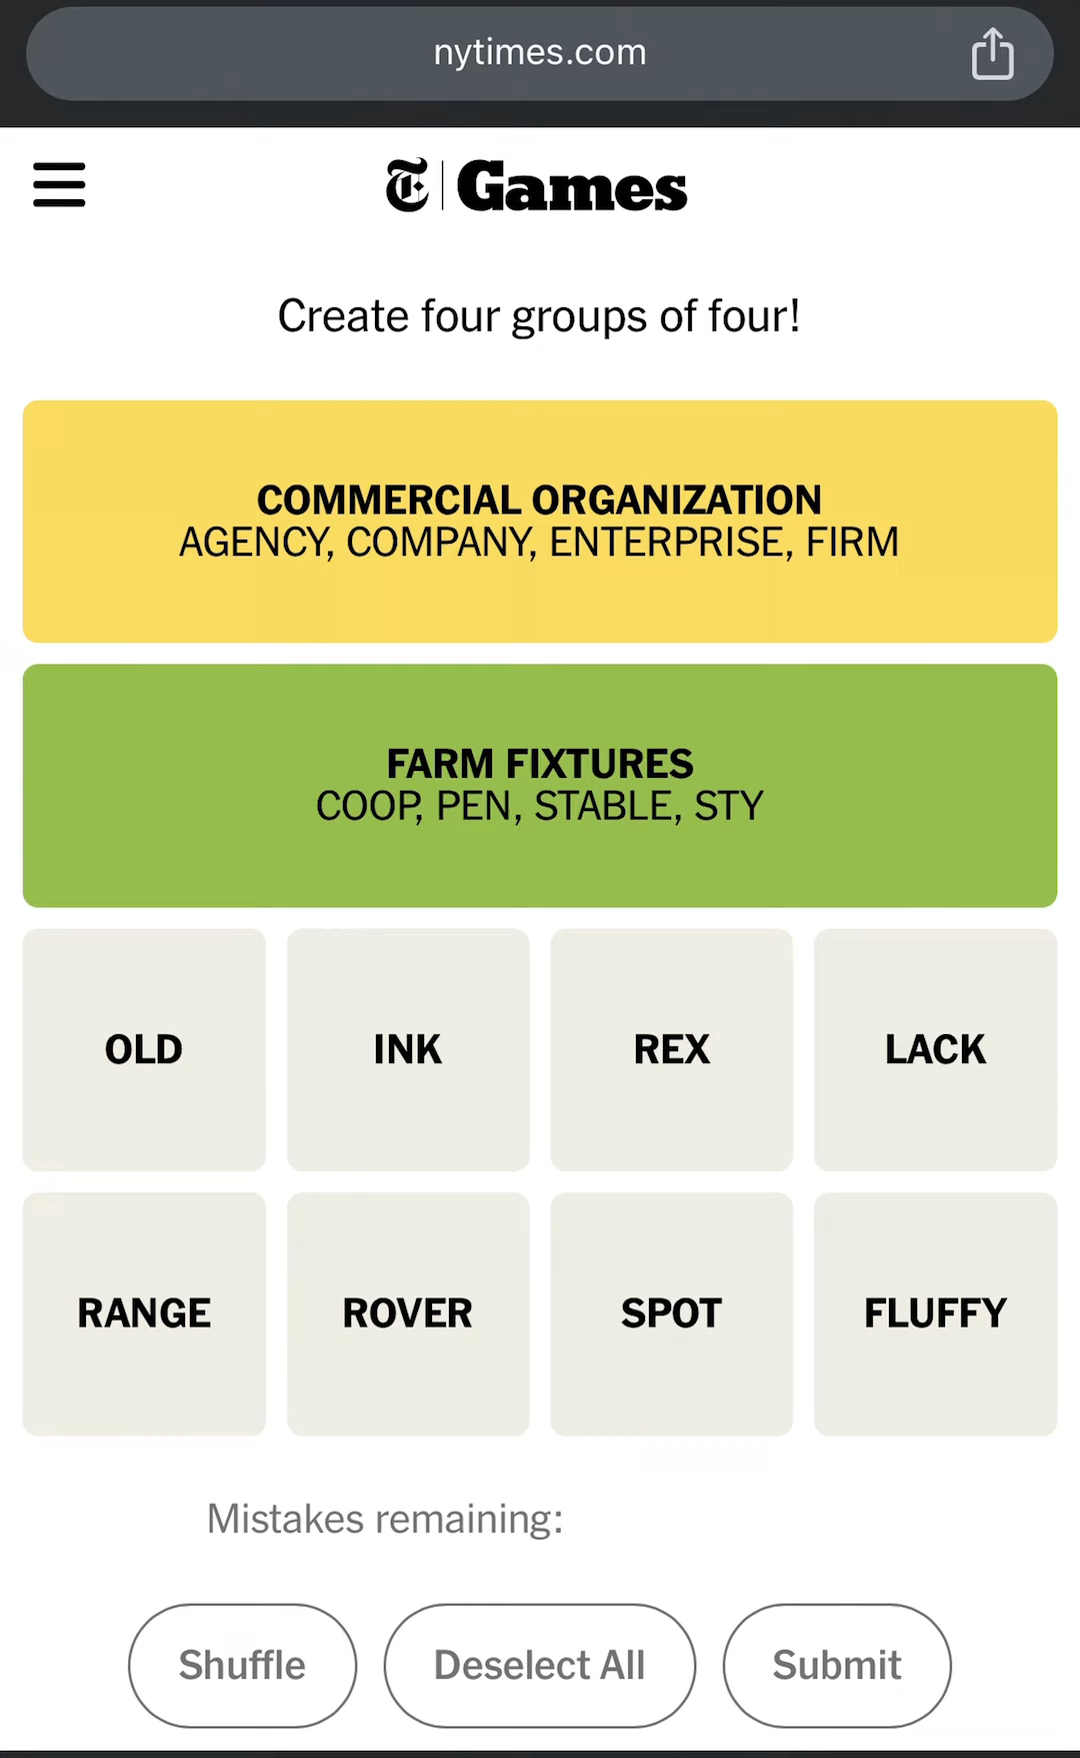 nytimes.com
T Games
Create four groups of four!
COMMERCIAL ORGANIZATION
AGENCY, COMPANY, ENTERPRISE, FIRM
FARM FIXTURES
COOP, PEN, STABLE, STY
OLD INK REX LACK
RANGE ROVER SPOT FLUFFY
Mistakes remaining:
Shuffle Deselect All Submit